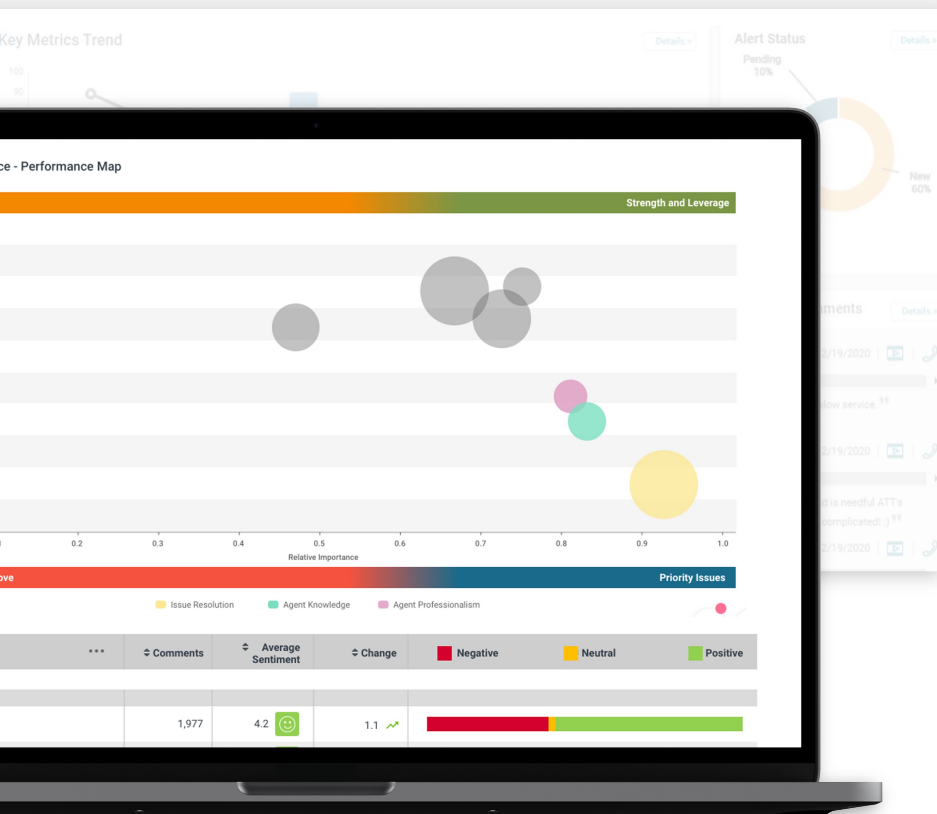 Key Metrics Trend
Details >
Alert Status
Details >
100
90
Pending
10%
New
60%
ce - Performance Map
Strength and Leverage
0.2
0.3
0.4
0.5
0.6
0.7
0.8
0.9
1.0
Relative Importance
ove
Priority Issues
Issue Resolution
Agent Knowledge
Agent Professionalism
Comments
Average
Sentiment
Change
Negative
Neutral
Positive
1,977
4.2
1.1
ments
Details >
2/19/2020
low service.”
2/19/2020
d is needful ATT's
complicated! :)”
2/19/2020